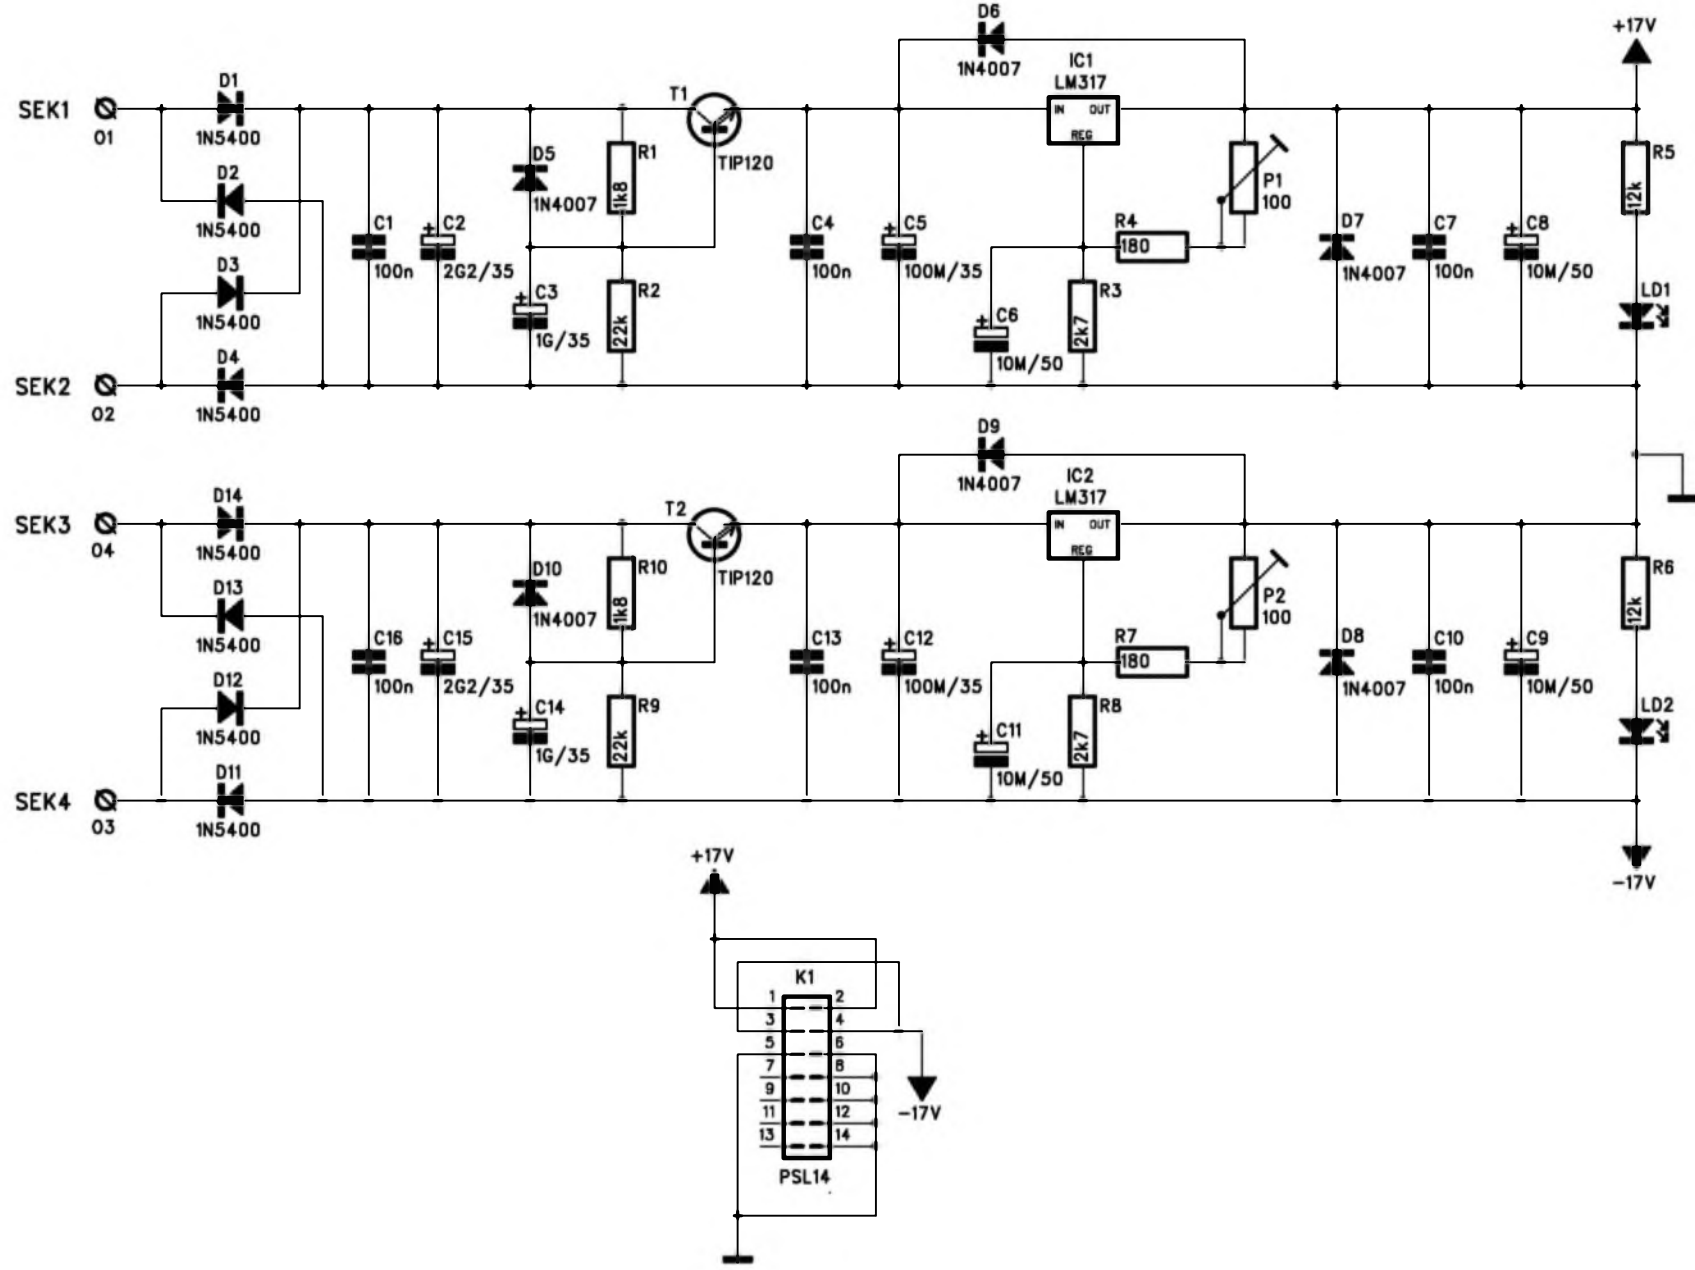 D6
1N4007
+17V
IC1
LM317
IN OUT
REG
SEK1
01
D1
1N5400
D2
1N5400
D3
1N5400
D4
1N5400
SEK2
02
C1
100n
C2
+
2G2/35
D5
1N4007
C3
+
1G/35
R1
1k8
R2
22k
T1
TIP120
C4
100n
C5
+
100M/35
C6
+
10M/50
R3
2k7
R4
180
P1
100
D7
1N4007
C7
100n
C8
+
10M/50
R5
12k
LD1
D9
1N4007
IC2
LM317
IN OUT
REG
SEK3
04
D14
1N5400
D13
1N5400
D12
1N5400
D11
1N5400
SEK4
03
C16
100n
C15
+
2G2/35
D10
1N4007
C14
+
1G/35
R10
1k8
R9
22k
T2
TIP120
C13
100n
C12
+
100M/35
C11
+
10M/50
R8
2k7
R7
180
P2
100
D8
1N4007
C10
100n
C9
+
10M/50
R6
12k
LD2
-17V
+17V
K1
1 2
3 4
5 6
7 8
9 10
11 12
13 14
PSL14
-17V